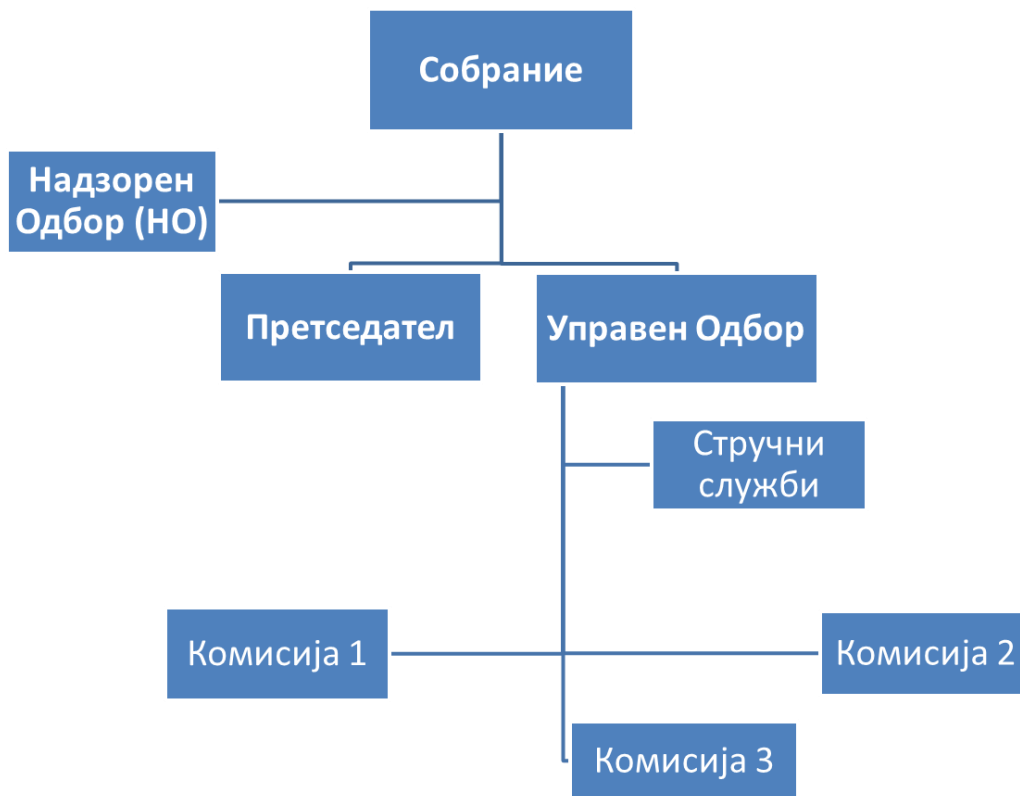 Собрание
Надзорен
Одбор (НО)
Претседател
Управен Одбор
Стручни
служби
Комисија 1
Комисија 2
Комисија 3